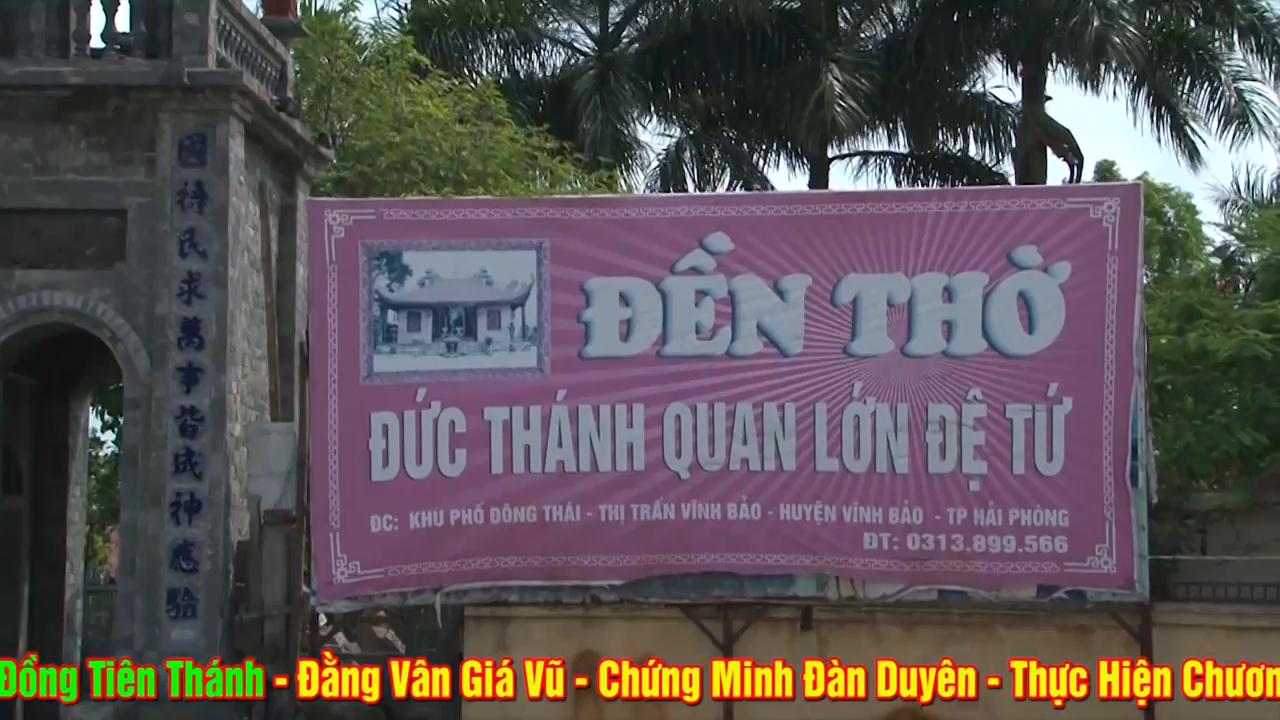 國禱民求萬事皆成神應驗
ĐỀN THỜ
ĐỨC THÁNH QUAN LỚN ĐỆ TỨ
ĐC: KHU PHỐ ĐÔNG THÁI - THỊ TRẤN VĨNH BẢO - HUYỆN VĨNH BẢO - TP HẢI PHÒNG
ĐT: 0313.899.566
Đồng Tiên Thánh - Đằng Vân Giá Vũ - Chứng Minh Đàn Duyên - Thực Hiện Chươn